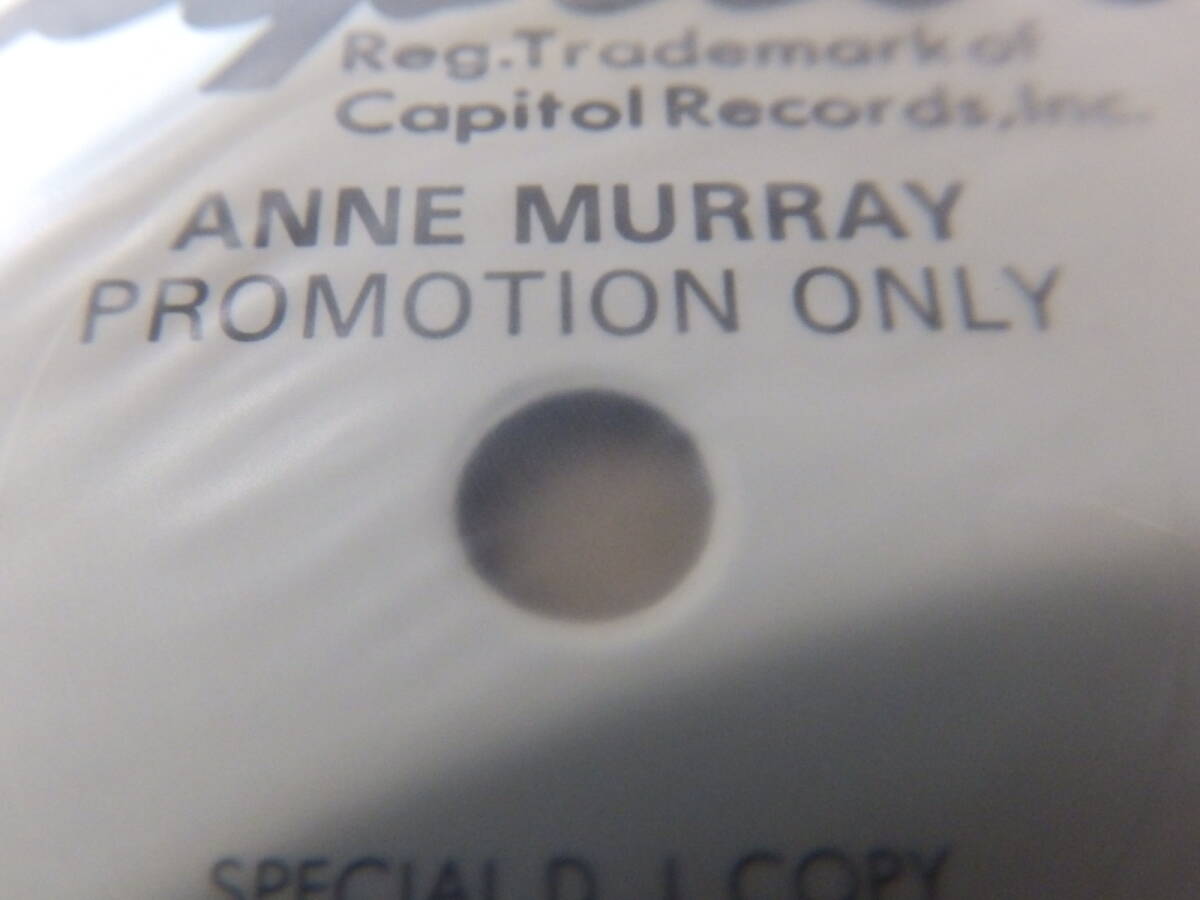 Reg.Trademark of
Capitol Records,Inc.
ANNE MURRAY
PROMOTION ONLY
SPECIAL D. J. COPY